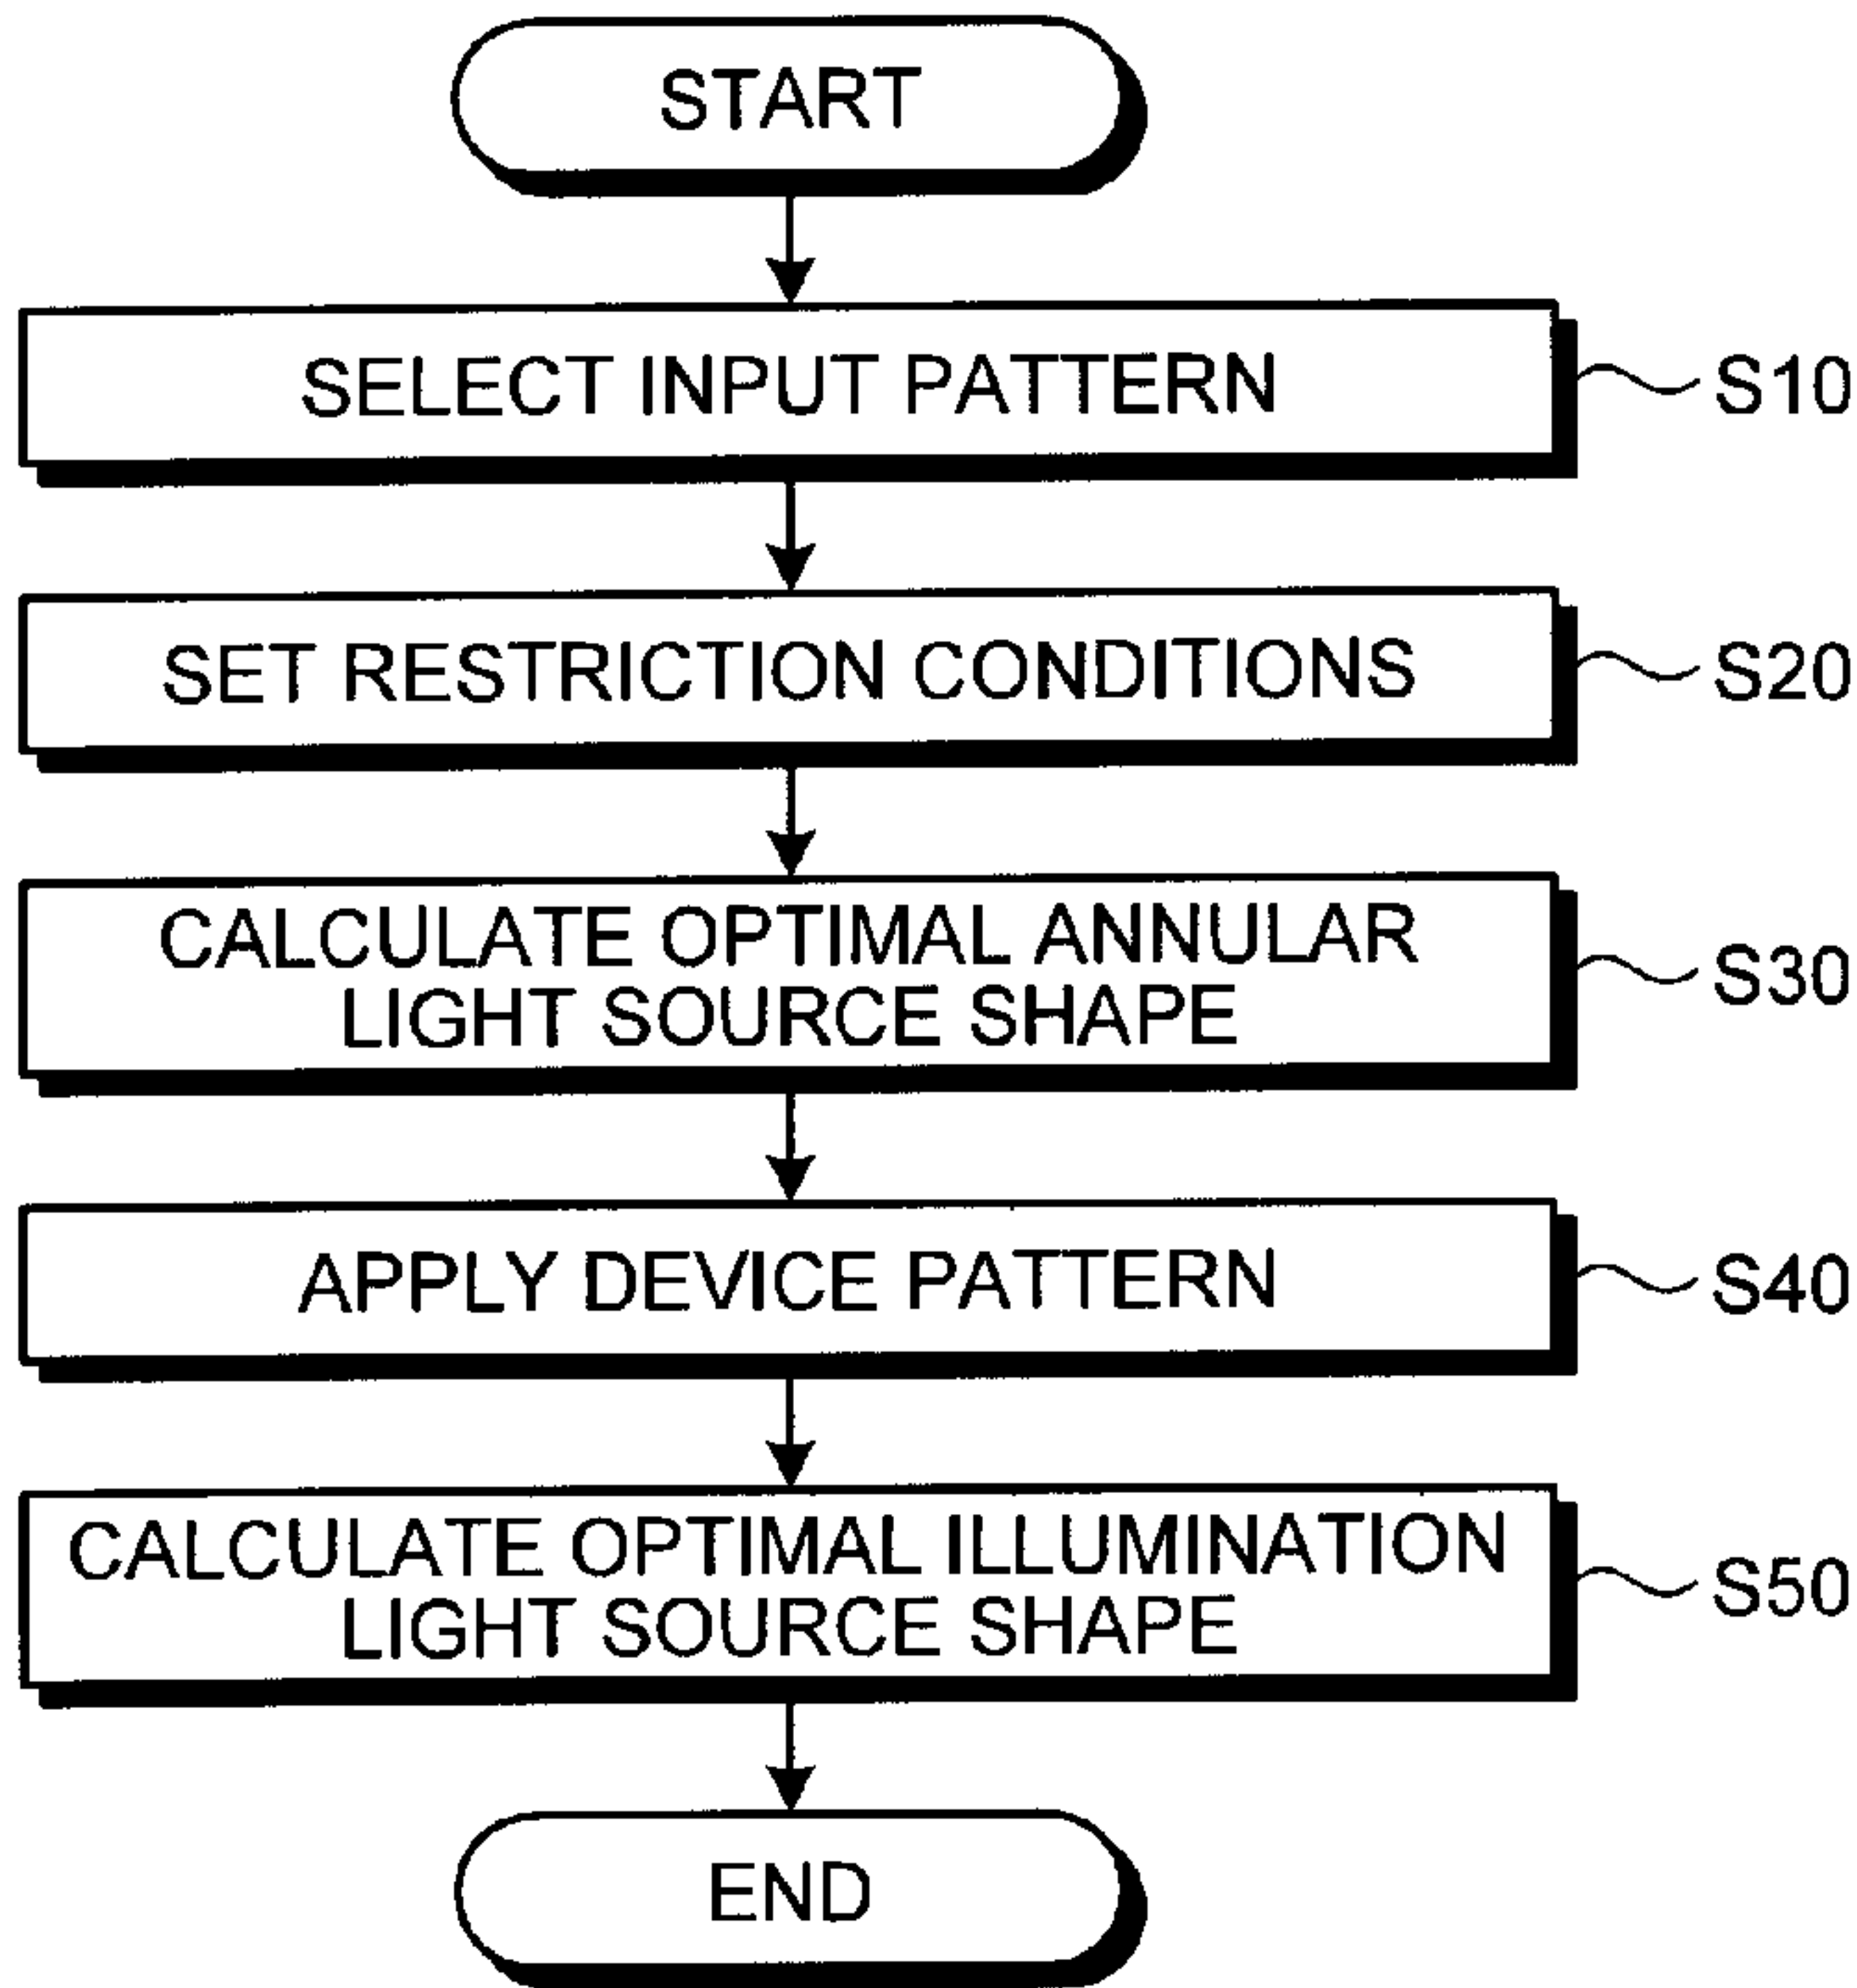 START
SELECT INPUT PATTERN
S10
SET RESTRICTION CONDITIONS
S20
CALCULATE OPTIMAL ANNULAR
LIGHT SOURCE SHAPE
S30
APPLY DEVICE PATTERN
S40
CALCULATE OPTIMAL ILLUMINATION
LIGHT SOURCE SHAPE
S50
END